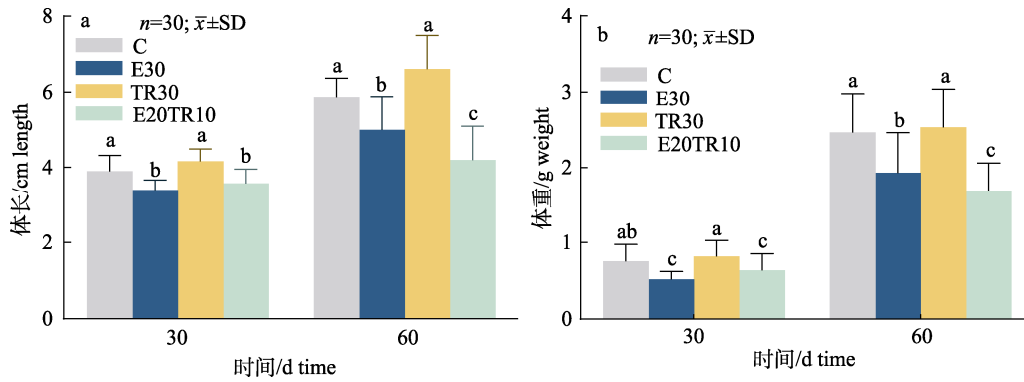 a
n=30; x̅±SD
C
E30
TR30
E20TR10
8
6
4
2
0
体长/cm length
a
b
a
b
a
b
a
c
30
60
时间/d time
b
n=30; x̅±SD
C
E30
TR30
E20TR10
4
3
2
1
0
体重/g weight
ab
c
a
c
a
b
a
c
30
60
时间/d time